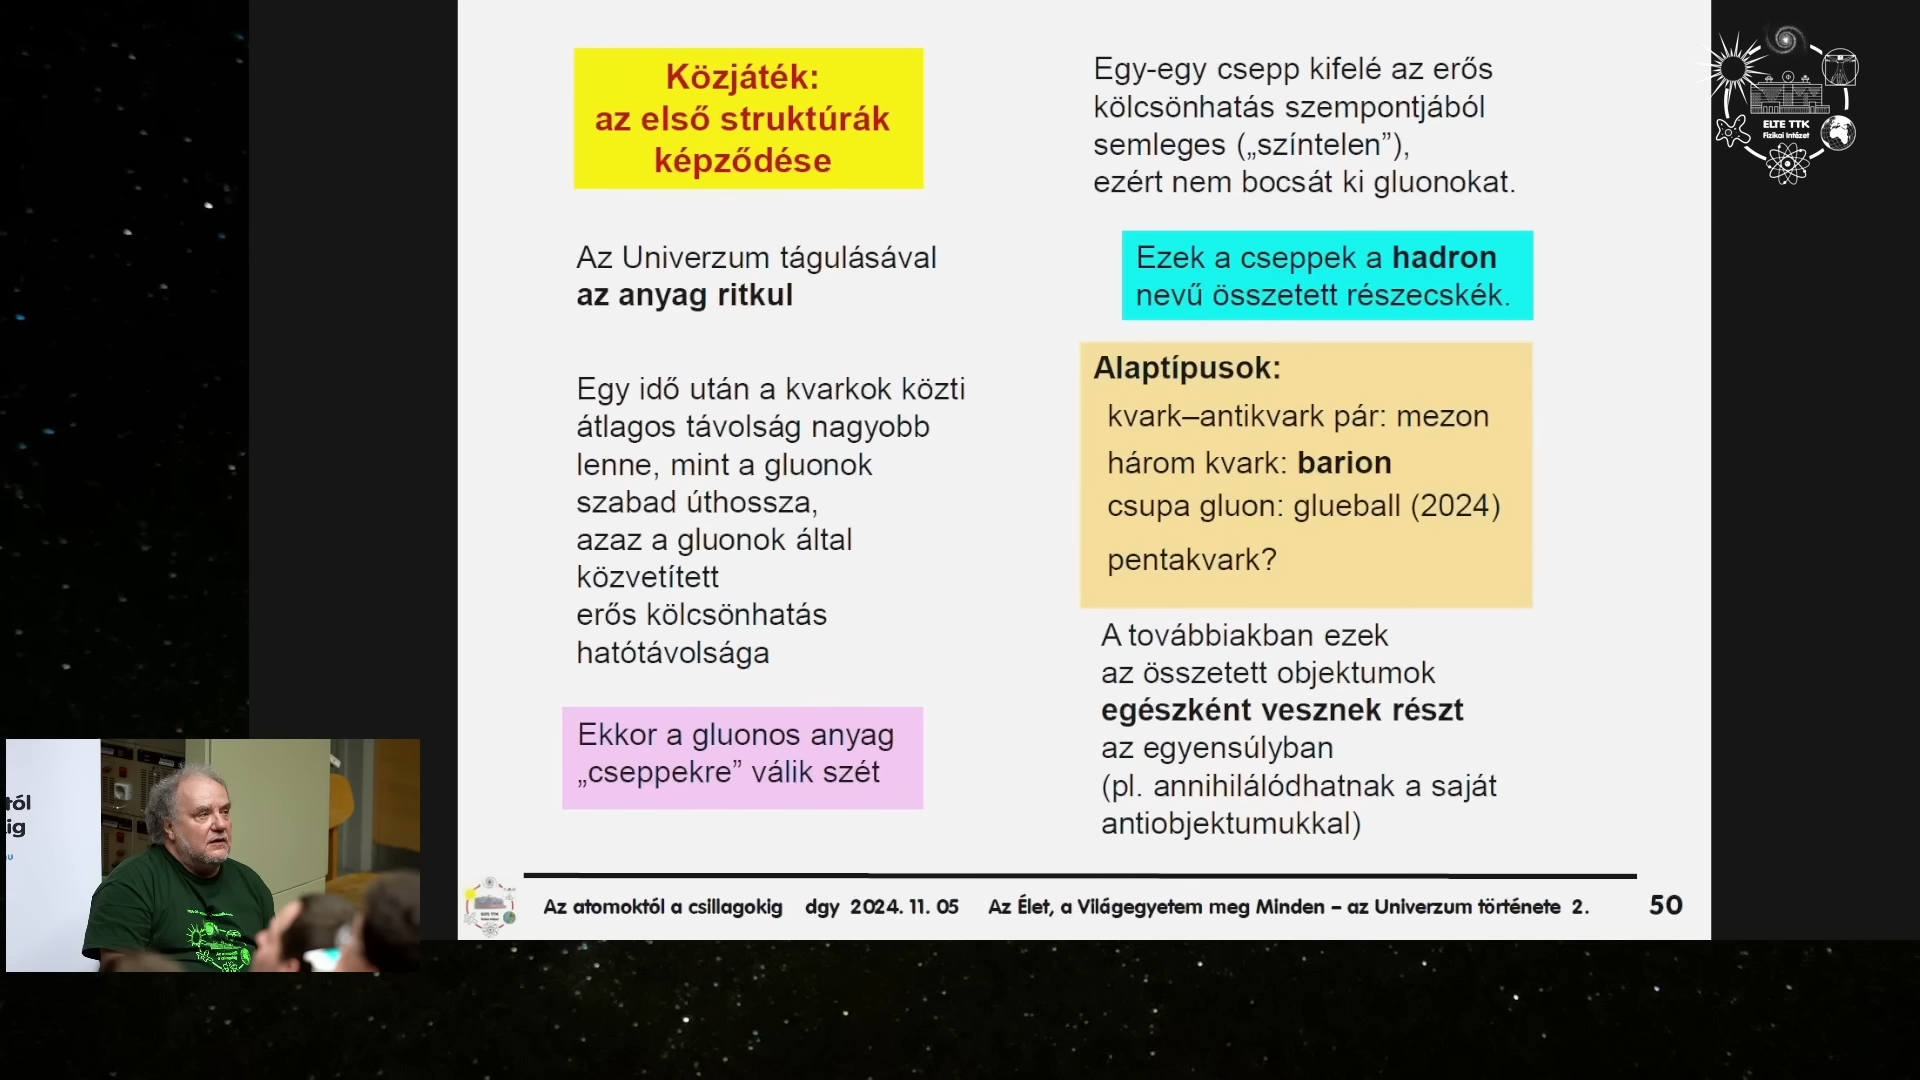 Közjáték:
az első struktúrák
képződése
Az Univerzum tágulásával
az anyag ritkul
Egy idő után a kvarkok közti
átlagos távolság nagyobb
lenne, mint a gluonok
szabad úthossza,
azaz a gluonok által
közvetített
erős kölcsönhatás
hatótávolsága
Ekkor a gluonos anyag
„cseppekre” válik szét
Egy-egy csepp kifelé az erős
kölcsönhatás szempontjából
semleges („színtelen”),
ezért nem bocsát ki gluonokat.
Ezek a cseppek a hadron
nevű összetett részecskék.
Alaptípusok:
kvark–antikvark pár: mezon
három kvark: barion
csupa gluon: glueball (2024)
pentakvark?
A továbbiakban ezek
az összetett objektumok
egészként vesznek részt
az egyensúlyban
(pl. annihilálódhatnak a saját
antiobjektumukkal)
Az atomoktól a csillagokig dgy 2024. 11. 05 Az Élet, a Világegyetem meg Minden – az Univerzum története 2. 50
ELTE TTK
Fizikai Intézet